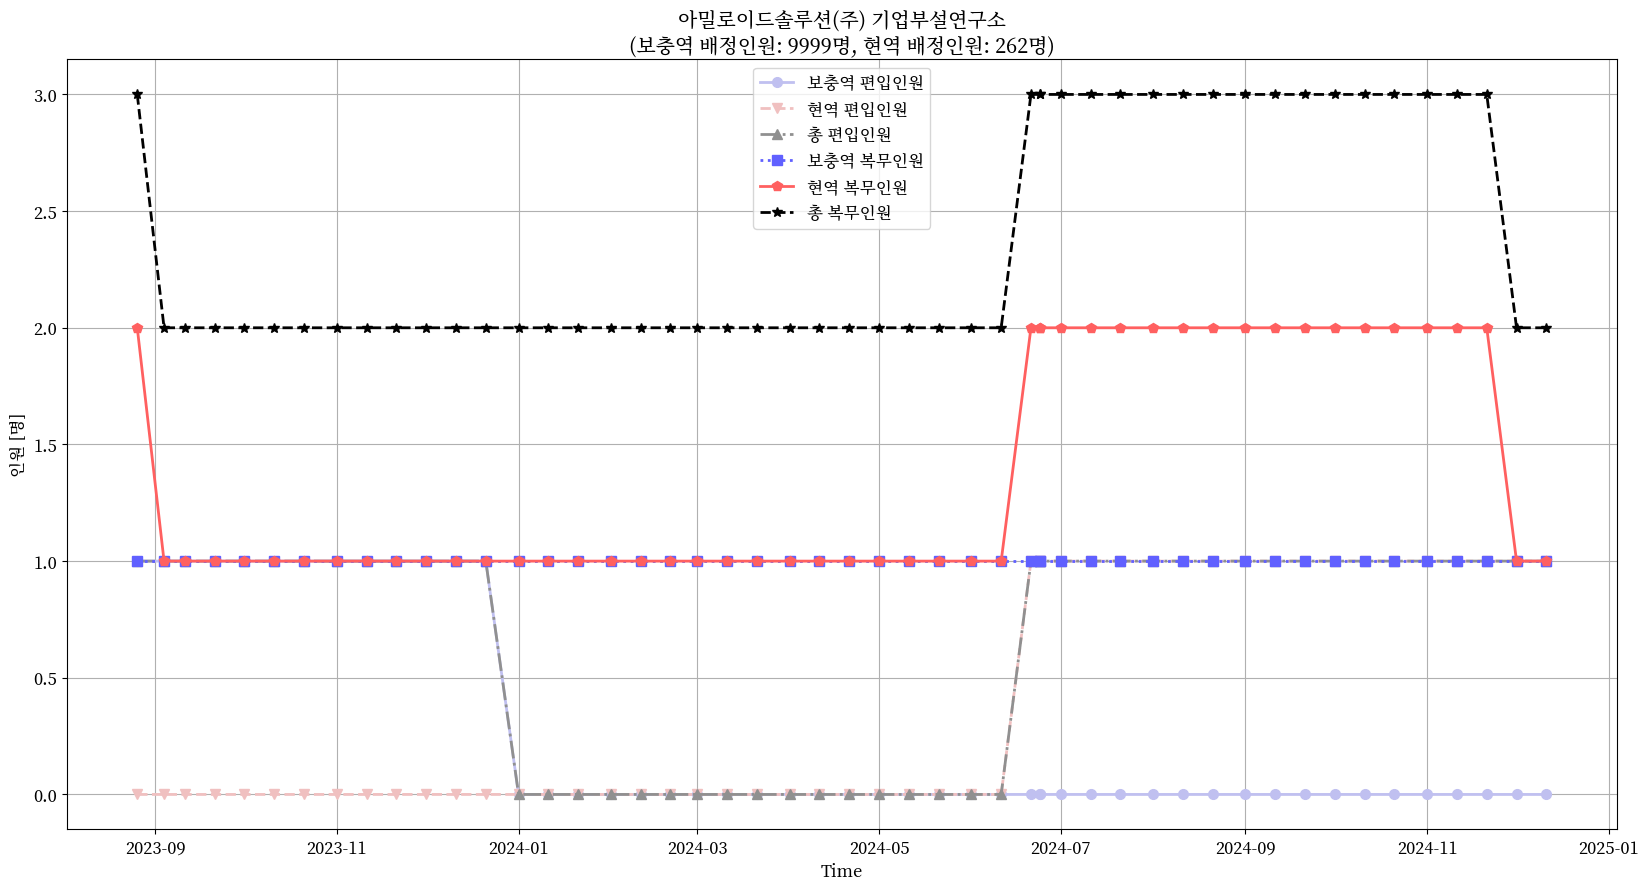 아밀로이드솔루션(주) 기업부설연구소
(보충역 배정인원: 9999명, 현역 배정인원: 262명)
보충역 편입인원
현역 편입인원
총 편입인원
보충역 복무인원
현역 복무인원
총 복무인원
인원 [명]
3.0
2.5
2.0
1.5
1.0
0.5
0.0
2023-09
2023-11
2024-01
2024-03
2024-05
2024-07
2024-09
2024-11
2025-01
Time